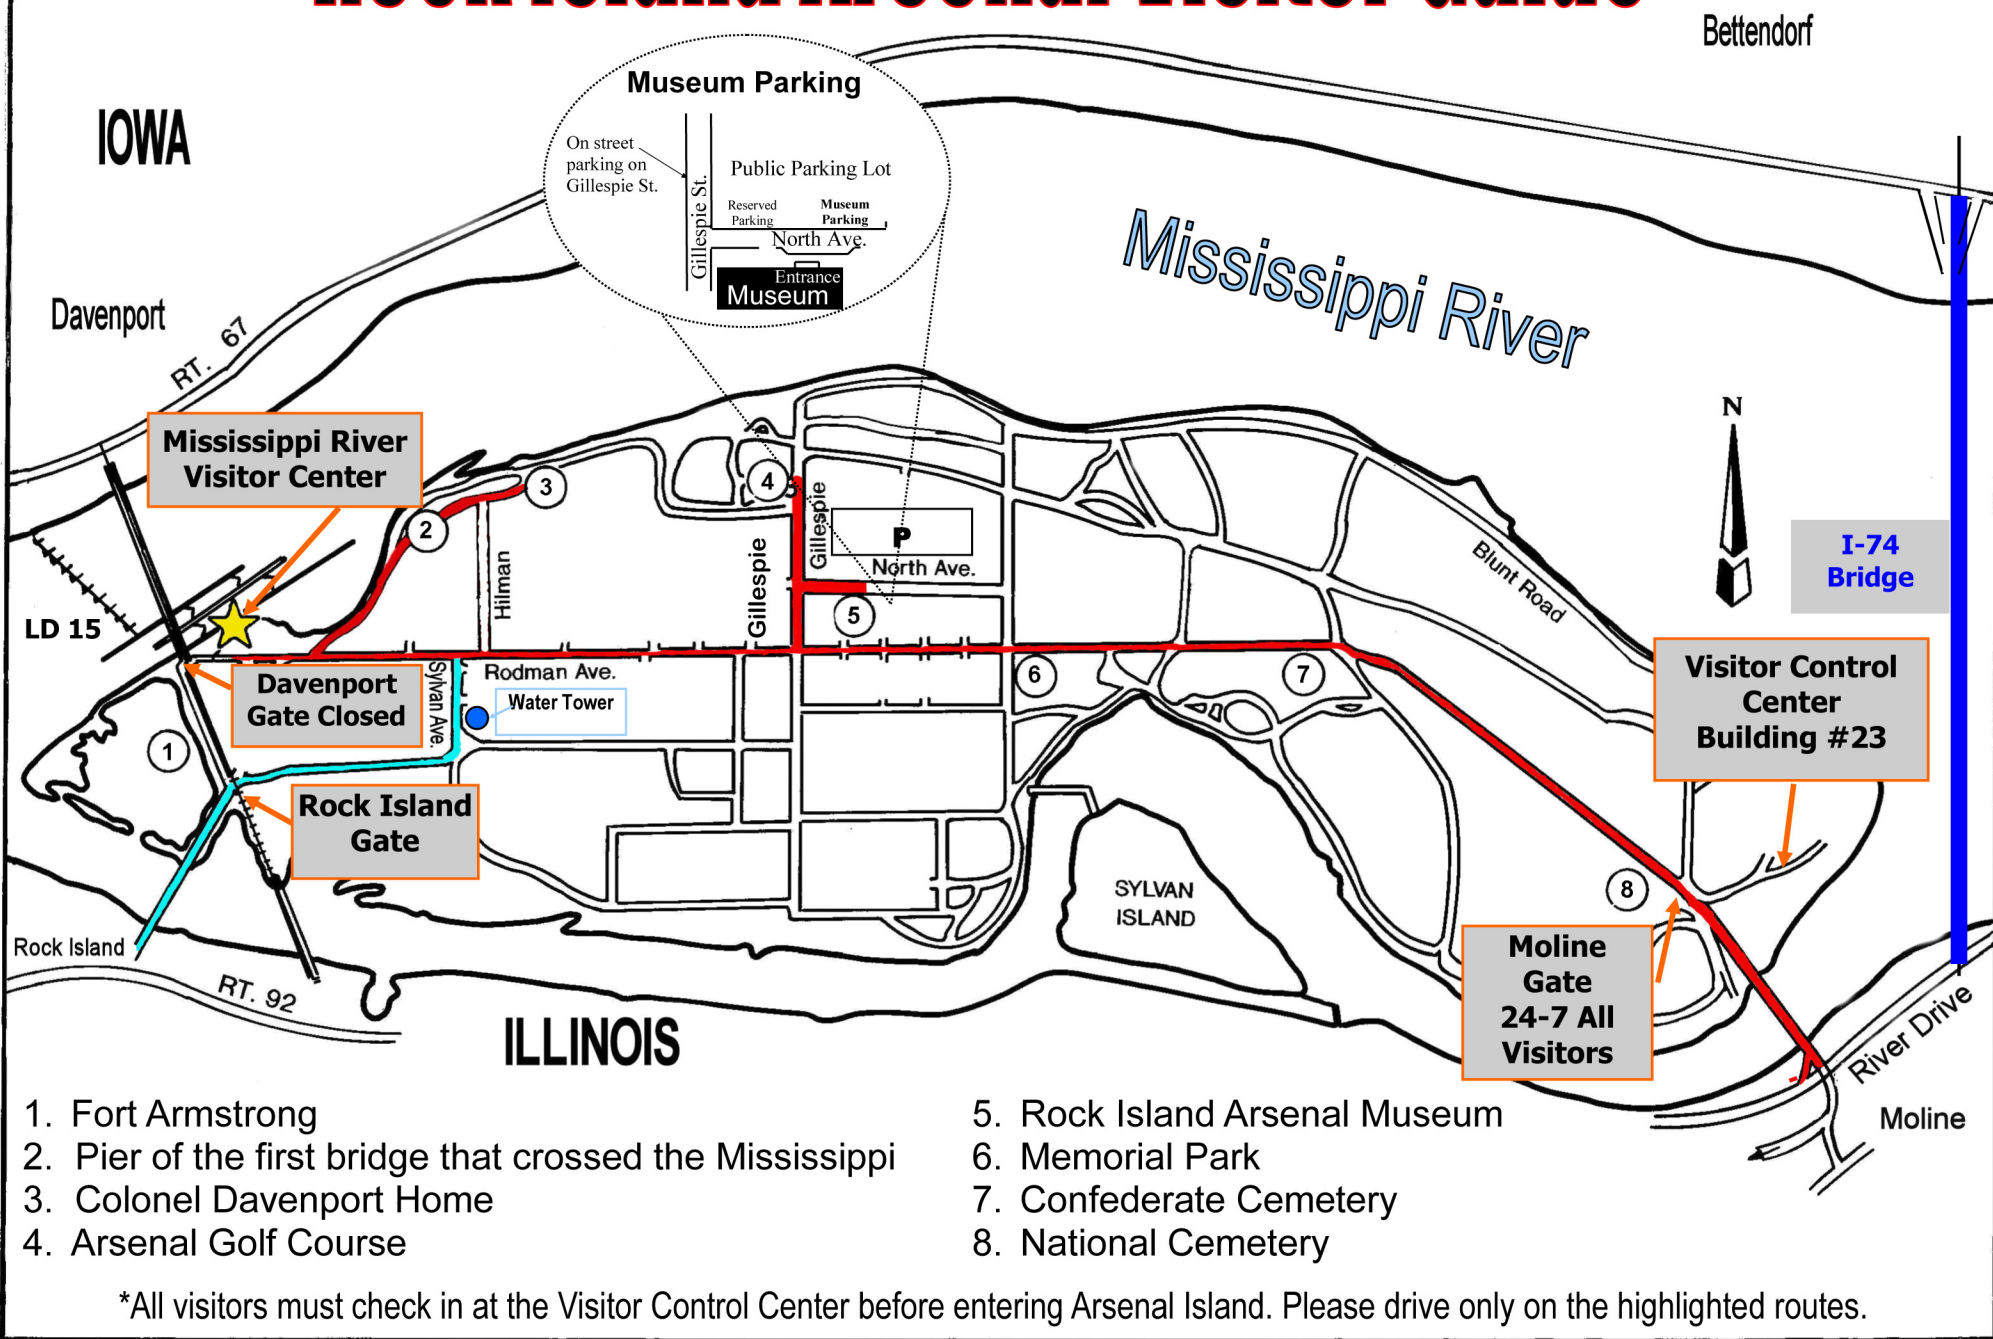 Rock Island Arsenal Visitor Guide
Bettendorf
IOWA
Museum Parking
On street
parking on
Gillespie St.
Public Parking Lot
Gillespie St.
Reserved
Parking
Museum
Parking
North Ave.
Entrance
Museum
Mississippi River
Davenport
RT. 67
N
Mississippi River
Visitor Center
3
4
2
Gillespie
P
North Ave.
Hilman
Gillespie
Blunt Road
I-74
Bridge
5
LD 15
Davenport
Gate Closed
Sylvan Ave.
Rodman Ave.
Water Tower
6
7
Visitor Control
Center
Building #23
1
Rock Island
Gate
SYLVAN
ISLAND
8
Rock Island
RT. 92
Moline
Gate
24-7 All
Visitors
ILLINOIS
River Drive
Moline
1. Fort Armstrong
2. Pier of the first bridge that crossed the Mississippi
3. Colonel Davenport Home
4. Arsenal Golf Course
5. Rock Island Arsenal Museum
6. Memorial Park
7. Confederate Cemetery
8. National Cemetery
*All visitors must check in at the Visitor Control Center before entering Arsenal Island. Please drive only on the highlighted routes.